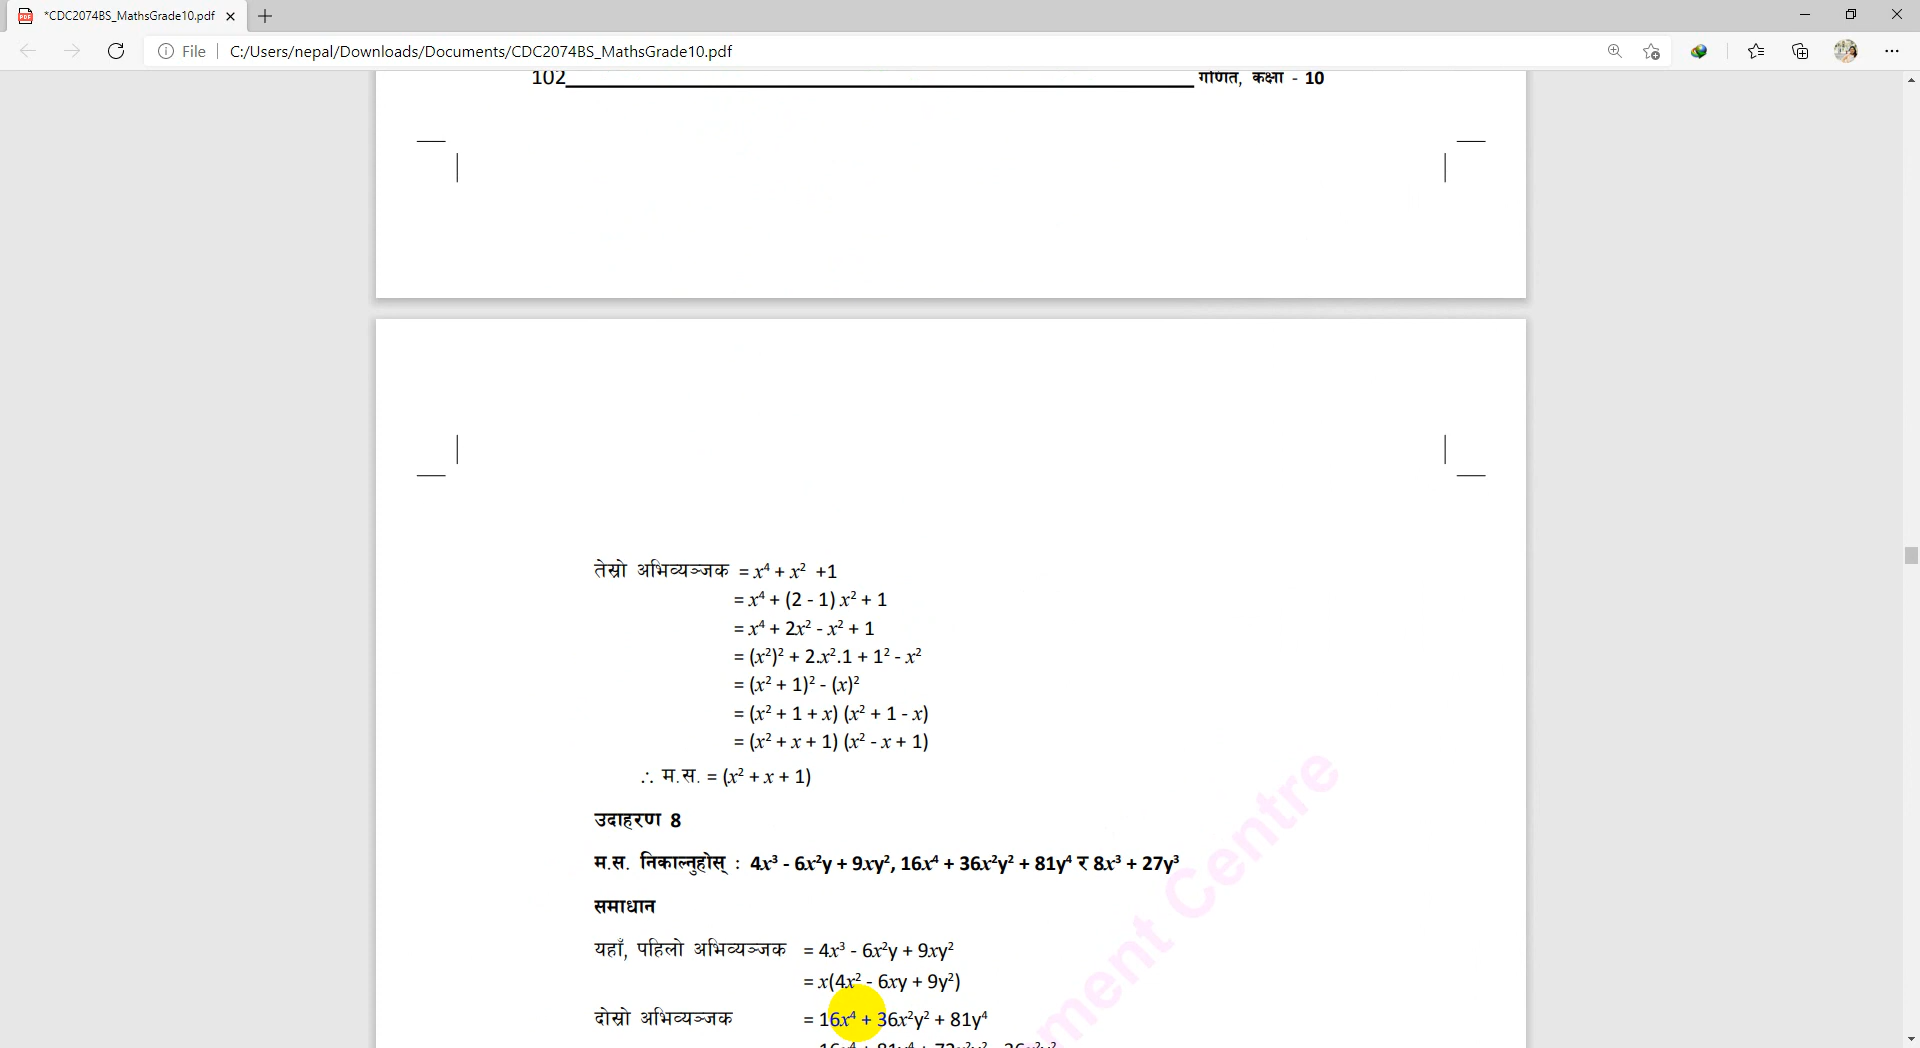 *CDC2074BS_MathsGrade10.pdf
File C:/Users/nepal/Downloads/Documents/CDC2074BS_MathsGrade10.pdf
102 गणित, कक्षा - 10
तेस्रो अभिव्यञ्जक = x⁴ + x² +1
= x⁴ + (2 - 1) x² + 1
= x⁴ + 2x² - x² + 1
= (x²)² + 2.x².1 + 1² - x²
= (x² + 1)² - (x)²
= (x² + 1 + x) (x² + 1 - x)
= (x² + x + 1) (x² - x + 1)
∴ म.स. = (x² + x + 1)
उदाहरण 8
म.स. निकाल्नुहोस् : 4x³ - 6x²y + 9xy², 16x⁴ + 36x²y² + 81y⁴ र 8x³ + 27y³
समाधान
यहाँ, पहिलो अभिव्यञ्जक = 4x³ - 6x²y + 9xy²
= x(4x² - 6xy + 9y²)
दोस्रो अभिव्यञ्जक = 16x⁴ + 36x²y² + 81y⁴
Centre